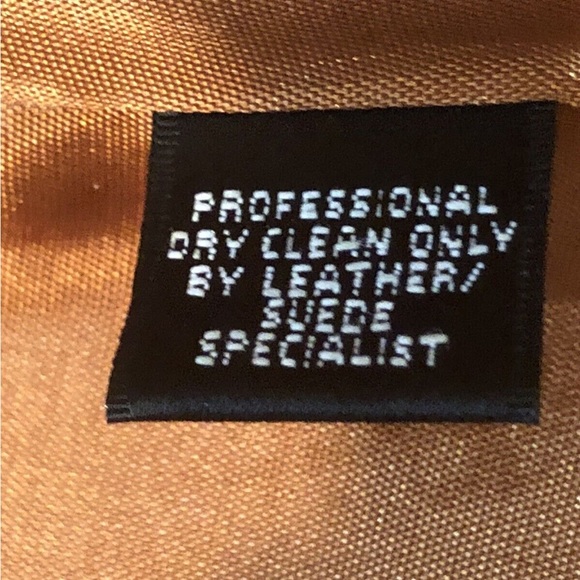 PROFESSIONAL
DRY CLEAN ONLY
BY LEATHER/
SUEDE
SPECIALIST